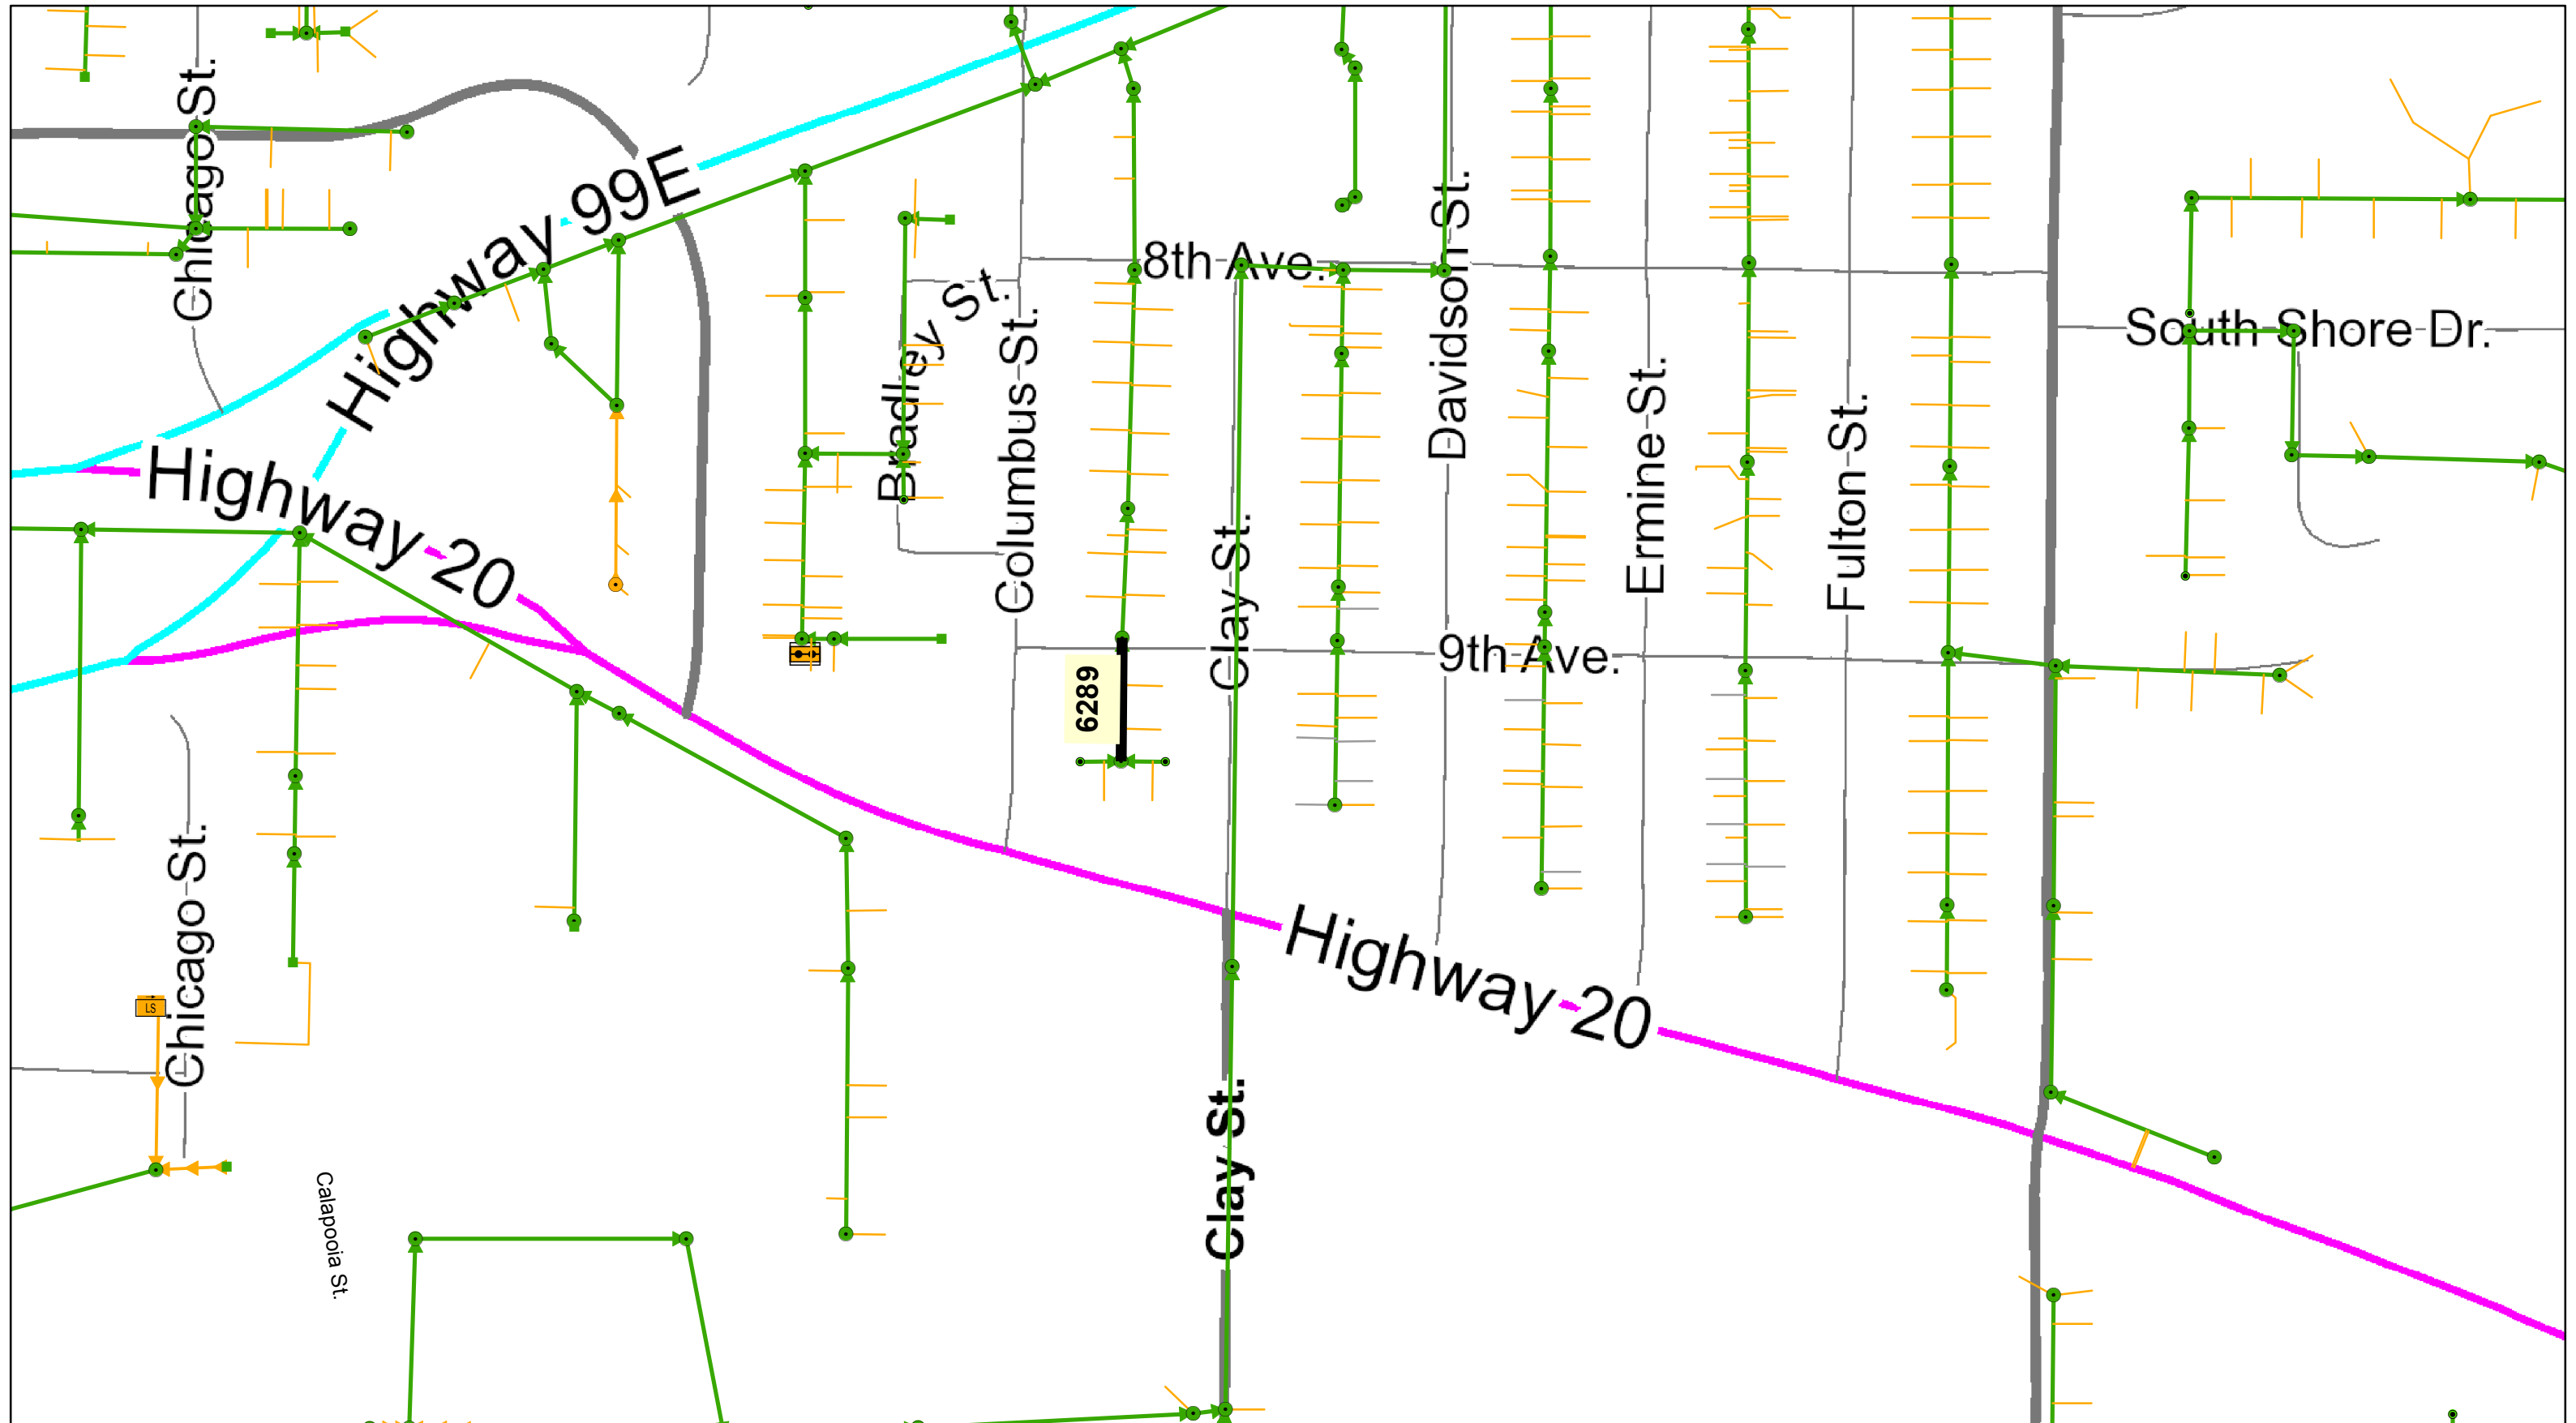 Chicago St.
Highway 99E
8th Ave.
Bradley St.
Columbus St.
Davidson St.
South Shore Dr.
Highway 20
Clay St.
Ermine St.
Fulton St.
9th Ave.
6289
Chicago St.
Highway 20
LS
Clay St.
Calapooia St.